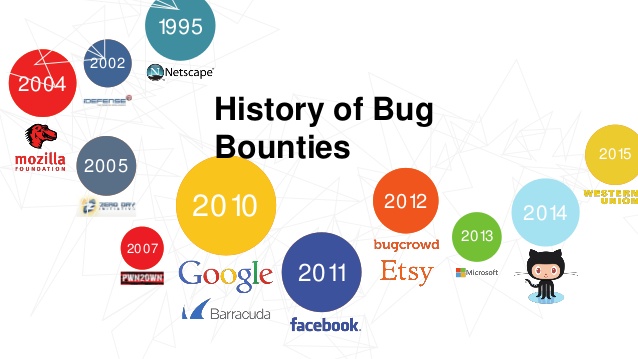 1995
Netscape
2002
IDEFENSE
2004
mozilla
FOUNDATION
History of Bug
Bounties
2005
ZERO DAY
INITIATIVE
2007
PWN2OWN
2010
Google
Barracuda
2011
facebook.
2012
bugcrowd
Etsy
2013
Microsoft
2014
2015
WESTERN
UNION